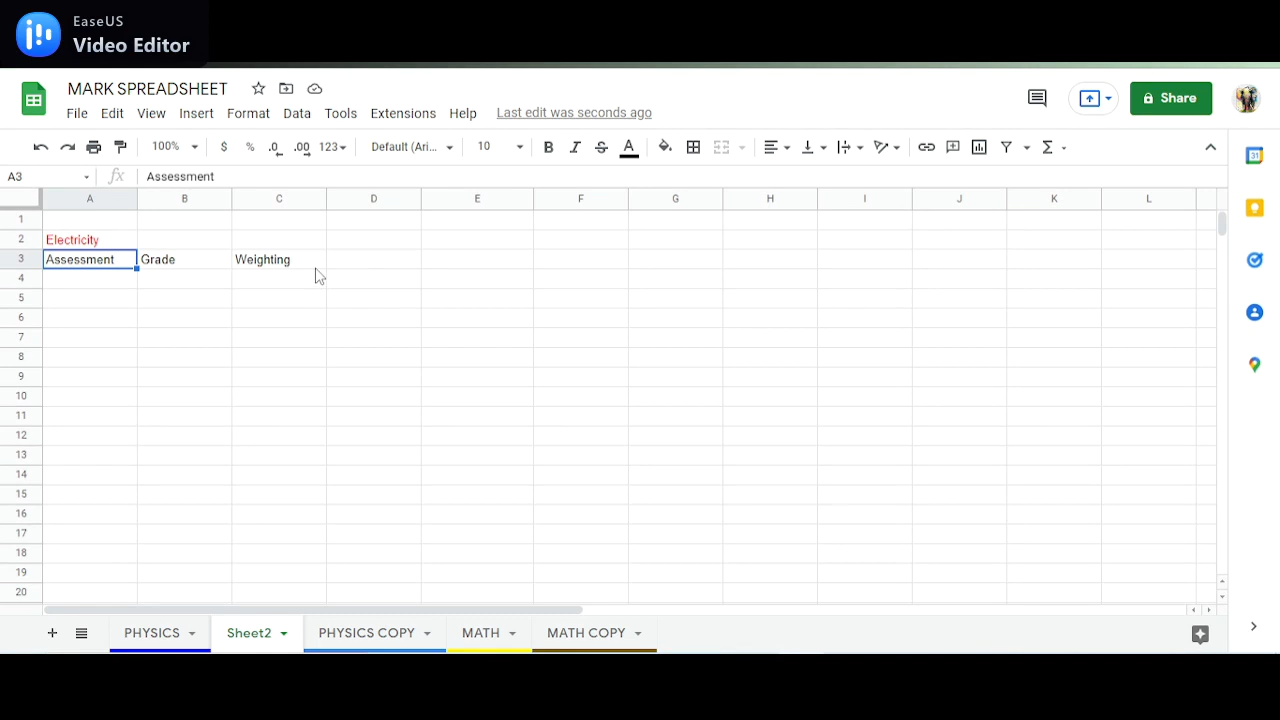 EaseUS
Video Editor
MARK SPREADSHEET
File Edit View Insert Format Data Tools Extensions Help Last edit was seconds ago
Share
100% $ % .0 .00 123 Default (Ari... 10 B I S A Σ
31
A3 fx Assessment
A B C D E F G H I J K L
1
2 Electricity
3 Assessment Grade Weighting
4
5
6
7
8
9
10
11
12
13
14
15
16
17
18
19
20
+ PHYSICS Sheet2 PHYSICS COPY MATH MATH COPY